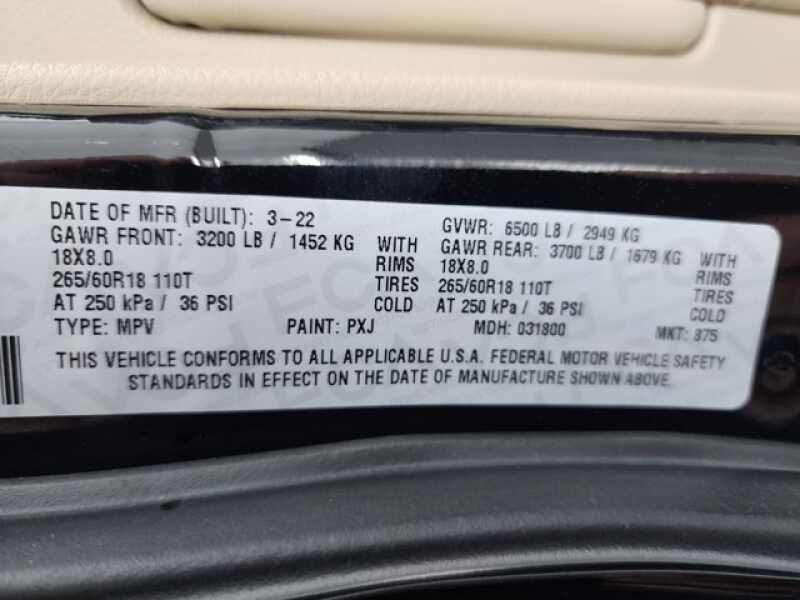 DATE OF MFR (BUILT): 3-22 GVWR: 6500 LB / 2949 KG
GAWR FRONT: 3200 LB / 1452 KG WITH GAWR REAR: 3700 LB / 1679 KG WITH
18X8.0 RIMS 18X8.0 RIMS
265/60R18 110T TIRES 265/60R18 110T TIRES
AT 250 kPa / 36 PSI COLD AT 250 kPa / 36 PSI COLD
TYPE: MPV PAINT: PXJ MDH: 031800 MKT: 875
THIS VEHICLE CONFORMS TO ALL APPLICABLE U.S.A. FEDERAL MOTOR VEHICLE SAFETY
STANDARDS IN EFFECT ON THE DATE OF MANUFACTURE SHOWN ABOVE.